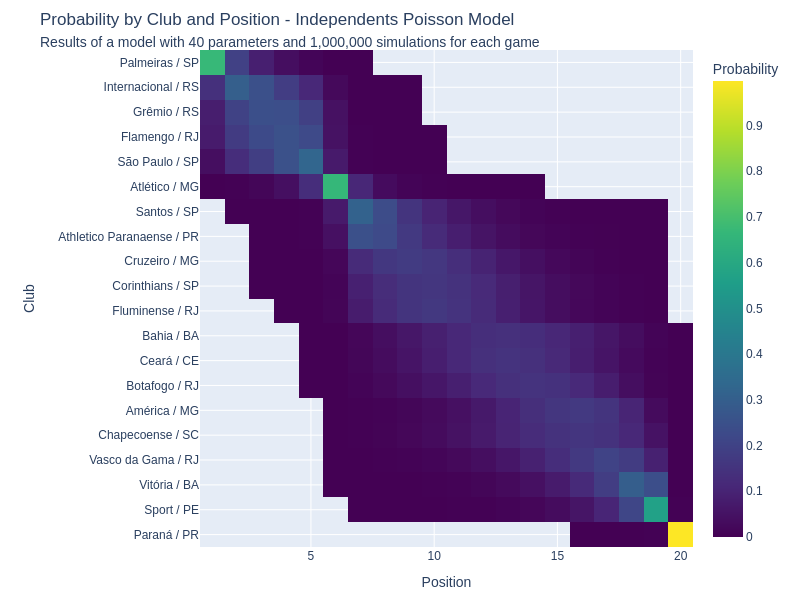 Probability by Club and Position - Independents Poisson Model
Results of a model with 40 parameters and 1,000,000 simulations for each game
Probability
Palmeiras / SP
Internacional / RS
Grêmio / RS
Flamengo / RJ
São Paulo / SP
Atlético / MG
Santos / SP
Athletico Paranaense / PR
Cruzeiro / MG
Corinthians / SP
Fluminense / RJ
Bahia / BA
Ceará / CE
Botafogo / RJ
América / MG
Chapecoense / SC
Vasco da Gama / RJ
Vitória / BA
Sport / PE
Paraná / PR
Club
5
10
15
20
Position
0.9
0.8
0.7
0.6
0.5
0.4
0.3
0.2
0.1
0